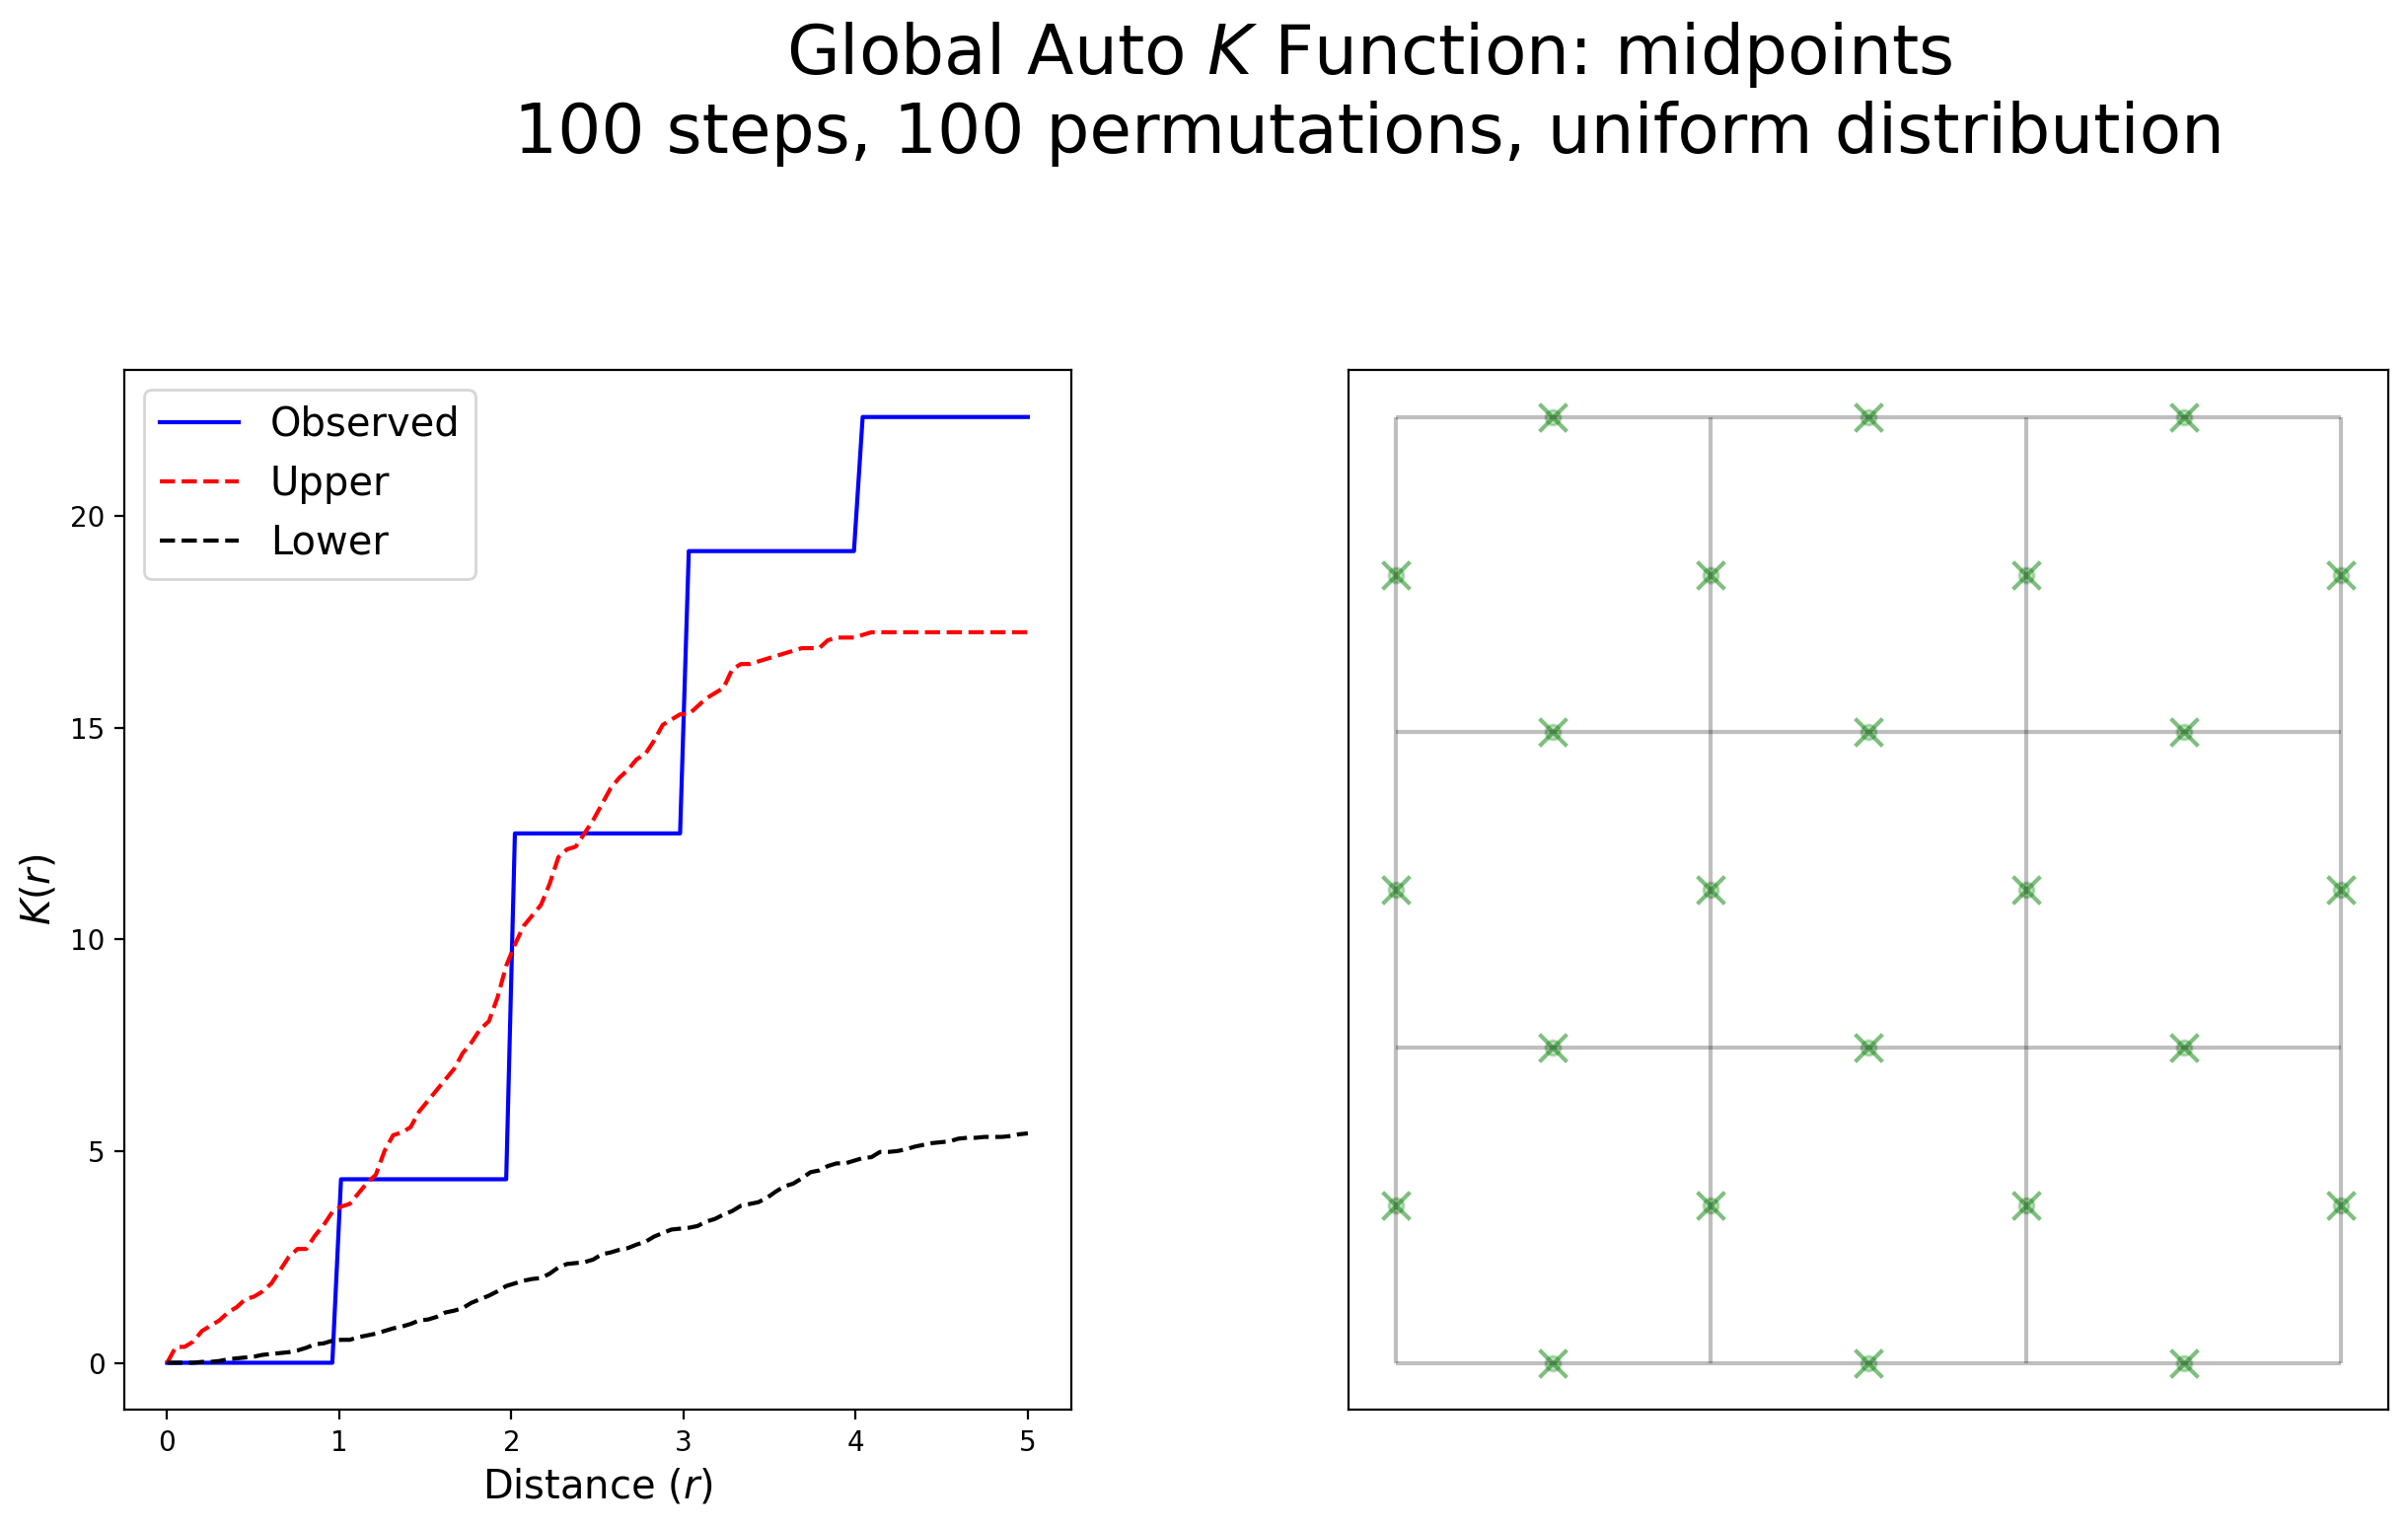 Global Auto K Function: midpoints
100 steps, 100 permutations, uniform distribution
Observed
Upper
Lower
20
15
10
5
0
K(r)
0 1 2 3 4 5
Distance (r)